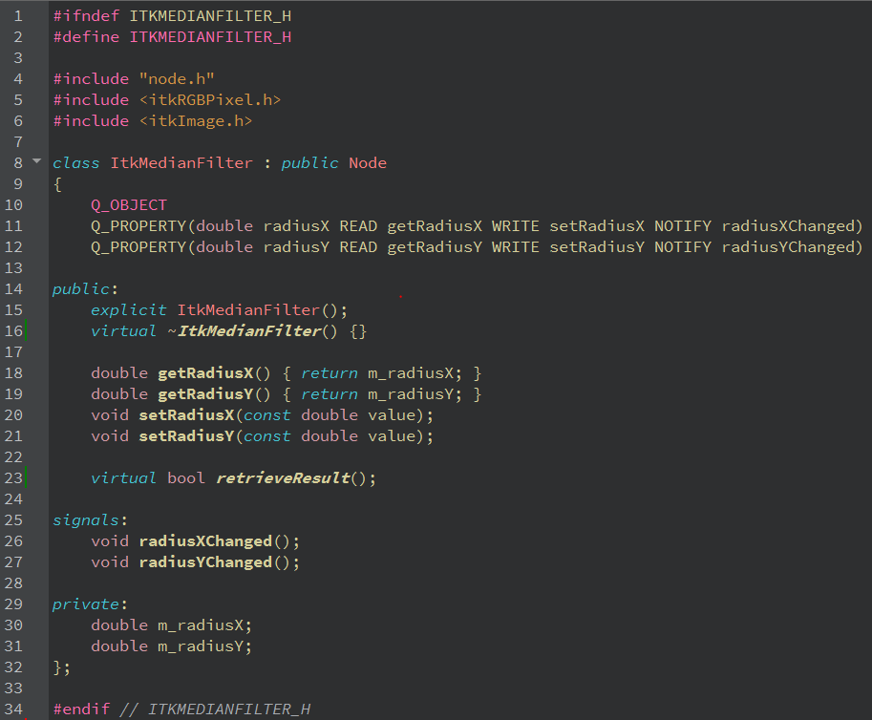 1 #ifndef ITKMEDIANFILTER_H
2 #define ITKMEDIANFILTER_H
3
4 #include "node.h"
5 #include <itkRGBPixel.h>
6 #include <itkImage.h>
7
8 class ItkMedianFilter : public Node
9 {
10     Q_OBJECT
11     Q_PROPERTY(double radiusX READ getRadiusX WRITE setRadiusX NOTIFY radiusXChanged)
12     Q_PROPERTY(double radiusY READ getRadiusY WRITE setRadiusY NOTIFY radiusYChanged)
13
14 public:
15     explicit ItkMedianFilter();
16     virtual ~ItkMedianFilter() {}
17
18     double getRadiusX() { return m_radiusX; }
19     double getRadiusY() { return m_radiusY; }
20     void setRadiusX(const double value);
21     void setRadiusY(const double value);
22
23     virtual bool retrieveResult();
24
25 signals:
26     void radiusXChanged();
27     void radiusYChanged();
28
29 private:
30     double m_radiusX;
31     double m_radiusY;
32 };
33
34 #endif // ITKMEDIANFILTER_H